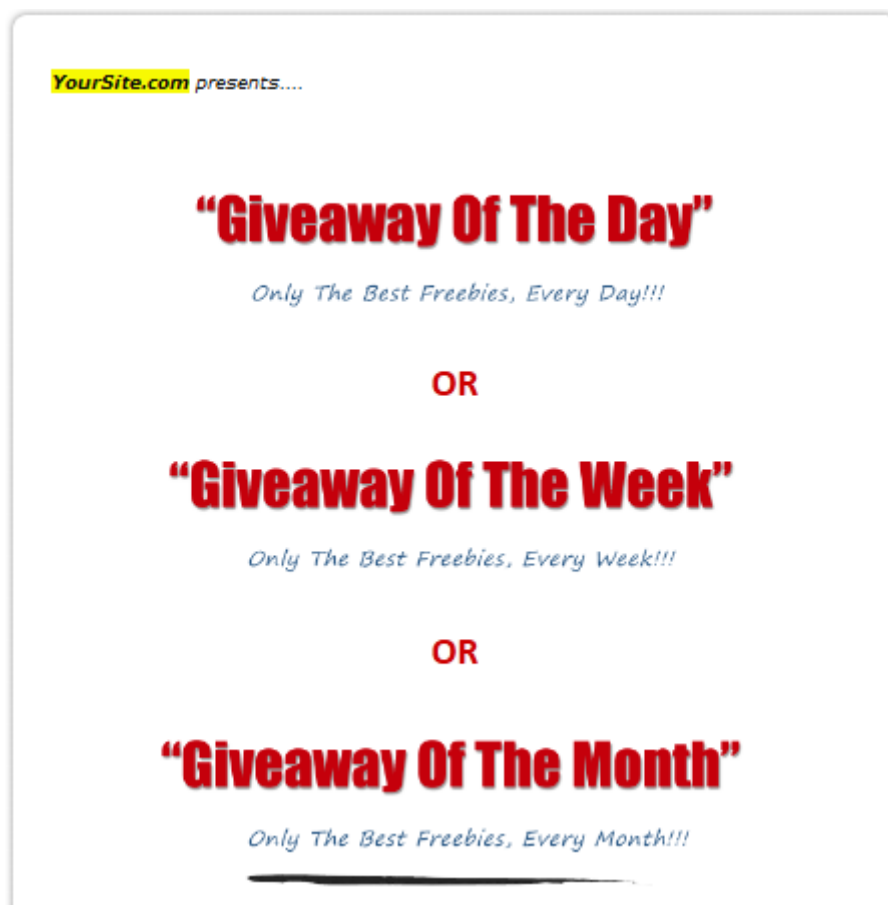 YourSite.com presents....
“Giveaway Of The Day”
Only The Best Freebies, Every Day!!!
OR
“Giveaway Of The Week”
Only The Best Freebies, Every Week!!!
OR
“Giveaway Of The Month”
Only The Best Freebies, Every Month!!!